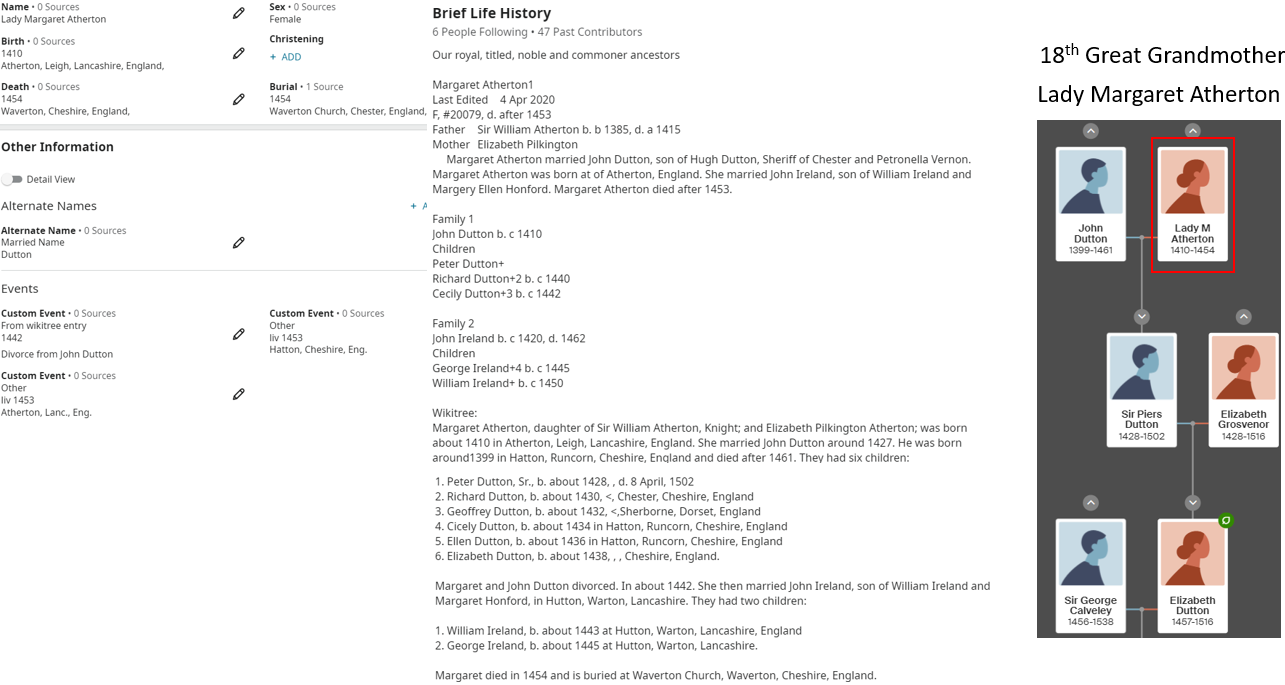 Name • 0 Sources
Lady Margaret Atherton
Sex • 0 Sources
Female
Birth • 0 Sources
1410
Atherton, Leigh, Lancashire, England,
Christening
+ ADD
Death • 0 Sources
1454
Waverton, Cheshire, England,
Burial • 1 Source
1454
Waverton Church, Chester, England,
Other Information
Detail View
Alternate Names
+ A
Alternate Name • 0 Sources
Married Name
Dutton
Events
Custom Event • 0 Sources
From wikitree entry
1442
Divorce from John Dutton
Custom Event • 0 Sources
Other
liv 1453
Hatton, Cheshire, Eng.
Custom Event • 0 Sources
Other
liv 1453
Atherton, Lanc., Eng.
Brief Life History
6 People Following • 47 Past Contributors
Our royal, titled, noble and commoner ancestors
Margaret Atherton1
Last Edited 4 Apr 2020
F, #20079, d. after 1453
Father Sir William Atherton b. b 1385, d. a 1415
Mother Elizabeth Pilkington
Margaret Atherton married John Dutton, son of Hugh Dutton, Sheriff of Chester and Petronella Vernon.
Margaret Atherton was born at of Atherton, England. She married John Ireland, son of William Ireland and
Margery Ellen Honford. Margaret Atherton died after 1453.
Family 1
John Dutton b. c 1410
Children
Peter Dutton+
Richard Dutton+2 b. c 1440
Cecily Dutton+3 b. c 1442
Family 2
John Ireland b. c 1420, d. 1462
Children
George Ireland+4 b. c 1445
William Ireland+ b. c 1450
Wikitree:
Margaret Atherton, daughter of Sir William Atherton, Knight; and Elizabeth Pilkington Atherton; was born
about 1410 in Atherton, Leigh, Lancashire, England. She married John Dutton around 1427. He was born
around1399 in Hatton, Runcorn, Cheshire, England and died after 1461. They had six children:
1. Peter Dutton, Sr., b. about 1428, , d. 8 April, 1502
2. Richard Dutton, b. about 1430, <, Chester, Cheshire, England
3. Geoffrey Dutton, b. about 1432, <,Sherborne, Dorset, England
4. Cicely Dutton, b. about 1434 in Hatton, Runcorn, Cheshire, England
5. Ellen Dutton, b. about 1436 in Hatton, Runcorn, Cheshire, England
6. Elizabeth Dutton, b. about 1438, , , Cheshire, England.
Margaret and John Dutton divorced. In about 1442. She then married John Ireland, son of William Ireland and
Margaret Honford, in Hutton, Warton, Lancashire. They had two children:
1. William Ireland, b. about 1443 at Hutton, Warton, Lancashire, England
2. George Ireland, b. about 1445 at Hutton, Warton, Lancashire.
Margaret died in 1454 and is buried at Waverton Church, Waverton, Cheshire, England.
18th Great Grandmother
Lady Margaret Atherton
John
Dutton
1399-1461
Lady M
Atherton
1410-1454
Sir Piers
Dutton
1428-1502
Elizabeth
Grosvenor
1428-1516
Sir George
Calveley
1456-1538
Elizabeth
Dutton
1457-1516